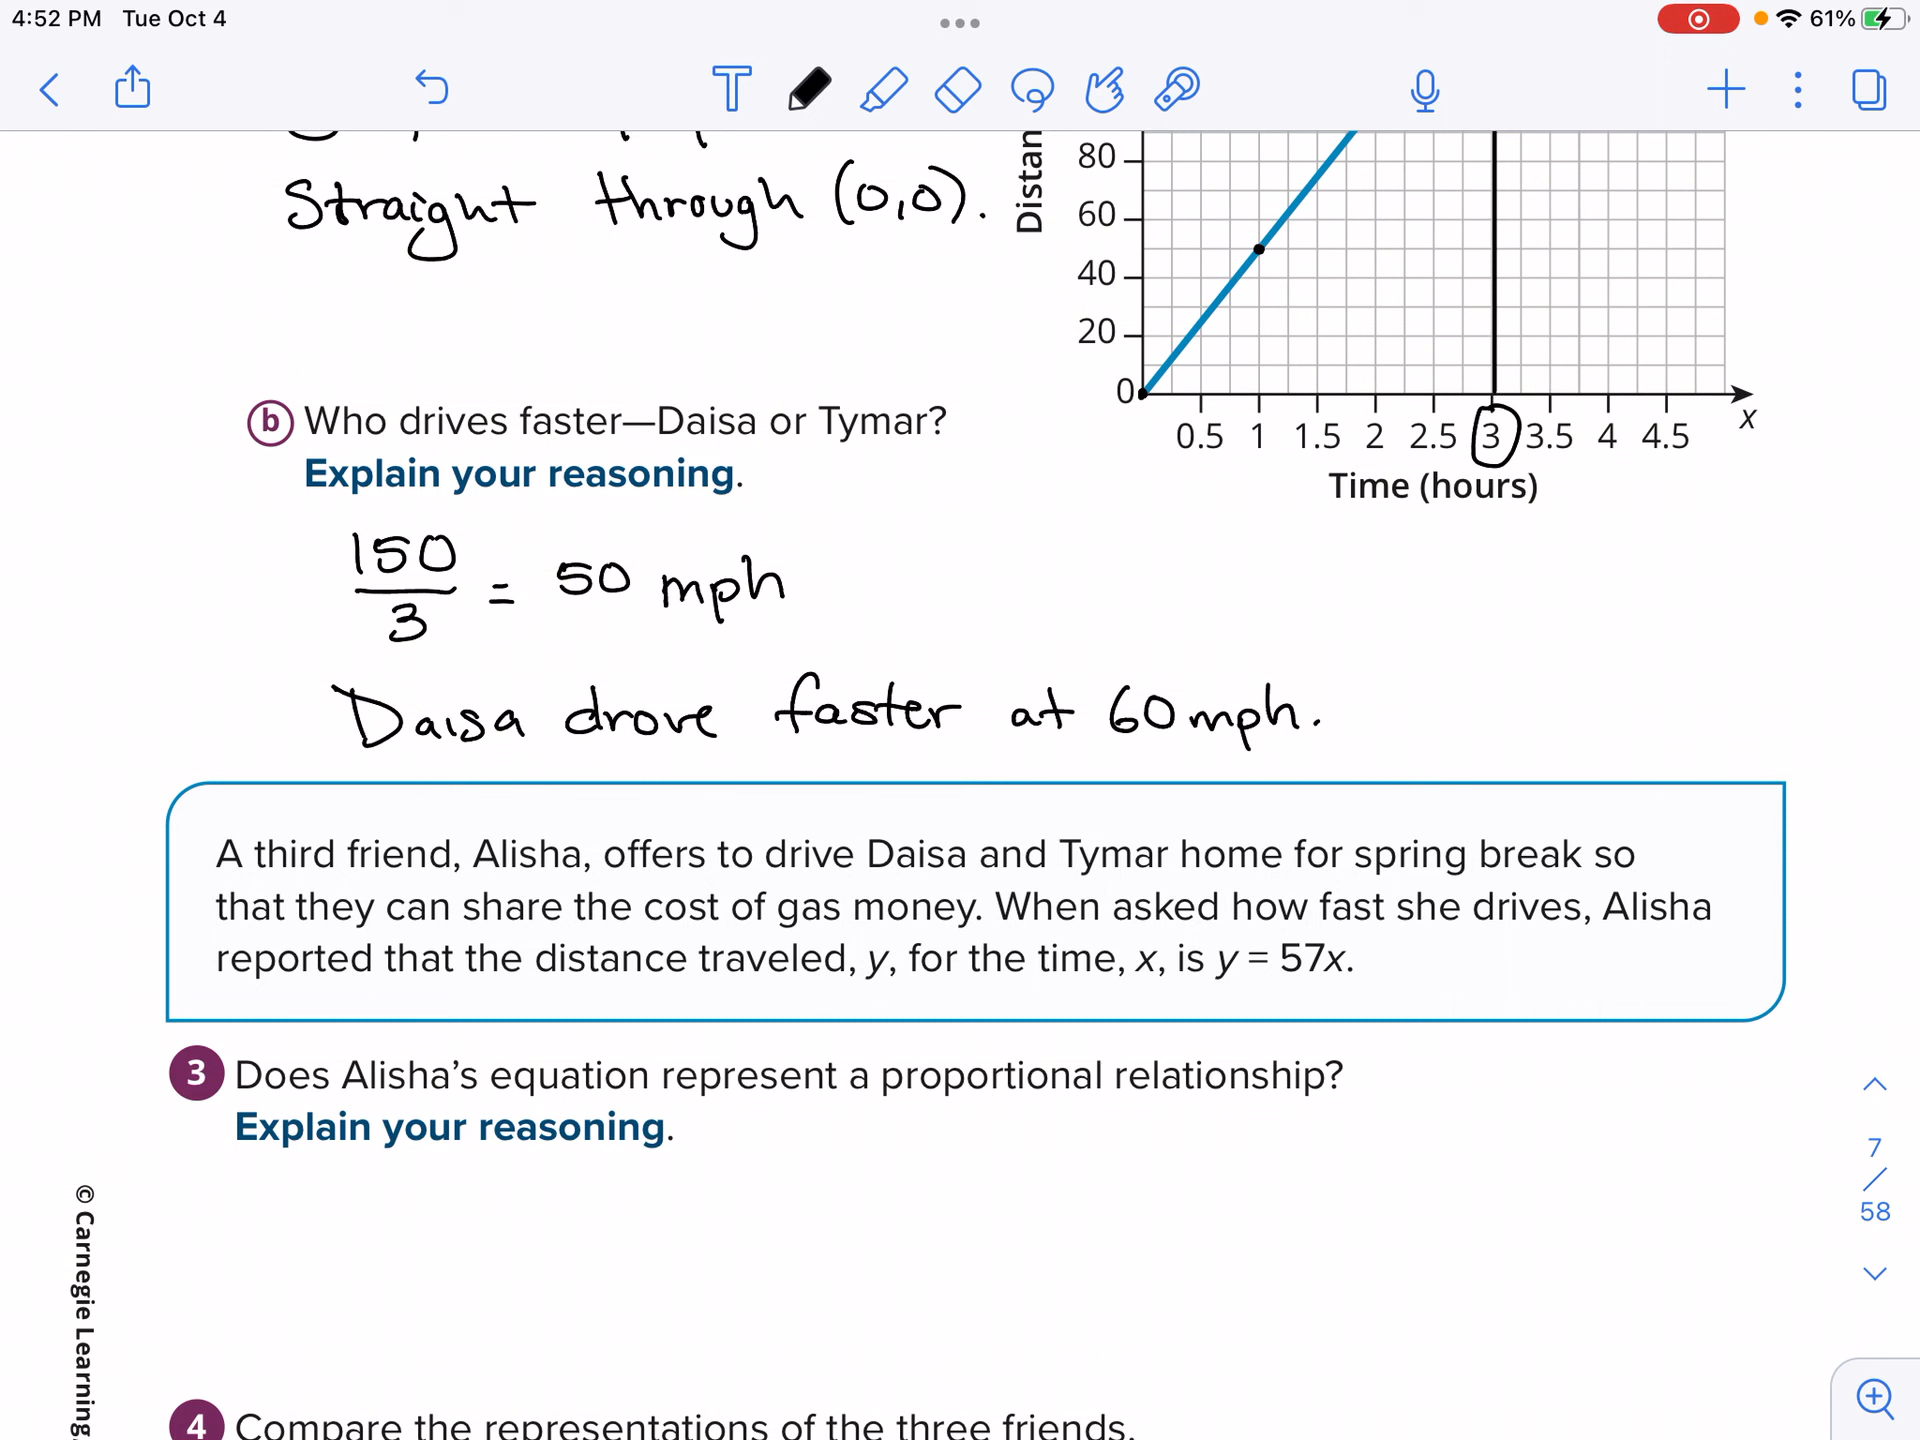 4:52 PM Tue Oct 4
61%
Straight through (0,0).
Distan
80
60
40
20
0
0.5 1 1.5 2 2.5 3 3.5 4 4.5
x
Time (hours)
b Who drives faster—Daisa or Tymar?
Explain your reasoning.
150
3
= 50 mph
Daisa drove faster at 60mph.
A third friend, Alisha, offers to drive Daisa and Tymar home for spring break so
that they can share the cost of gas money. When asked how fast she drives, Alisha
reported that the distance traveled, y, for the time, x, is y = 57x.
3 Does Alisha's equation represent a proportional relationship?
Explain your reasoning.
7
/
58
© Carnegie Learning,
4 Compare the representations of the three friends.